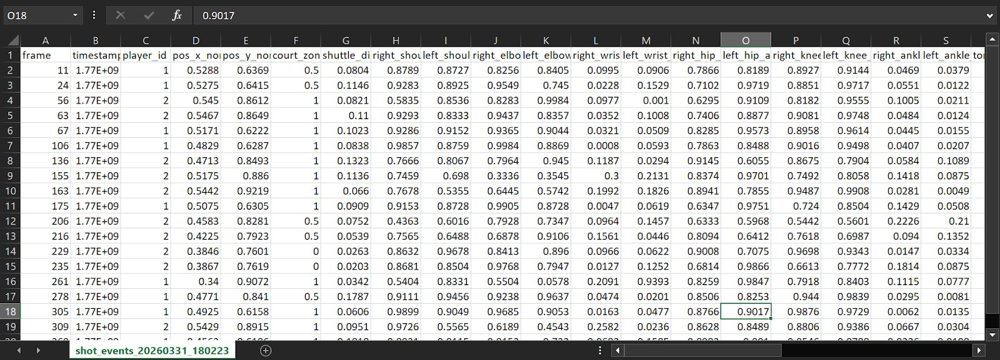 O18 fx 0.9017
A B C D E F G H I J K L M N O P Q R S
1 frame timestamp player_id pos_x_nor pos_y_nor court_zon shuttle_di right_shou left_shoul right_elbo left_elbow right_wris left_wrist_ right_hip_ left_hip_a right_knee left_knee_ right_ankl left_ankle_ tor
2 11 1.77E+09 1 0.5288 0.6369 0.5 0.0804 0.8789 0.8727 0.8256 0.8405 0.0995 0.0906 0.7866 0.8189 0.8927 0.9144 0.0469 0.0379
3 24 1.77E+09 1 0.5275 0.6415 0.5 0.1146 0.9283 0.8925 0.9549 0.745 0.0228 0.1529 0.7102 0.9719 0.8851 0.9717 0.0551 0.0122
4 56 1.77E+09 2 0.545 0.8612 1 0.0821 0.5835 0.8536 0.8283 0.9984 0.0977 0.001 0.6295 0.9109 0.8182 0.9555 0.1005 0.0211
5 63 1.77E+09 2 0.5467 0.8649 1 0.11 0.9293 0.8333 0.9437 0.8357 0.0352 0.1008 0.7406 0.8877 0.9081 0.9748 0.0484 0.0124
6 67 1.77E+09 1 0.5171 0.6222 1 0.1023 0.9286 0.9152 0.9365 0.9044 0.0321 0.0509 0.8285 0.9573 0.8958 0.9614 0.0445 0.0155
7 106 1.77E+09 1 0.4829 0.6287 1 0.0838 0.9857 0.8759 0.9984 0.8869 0.0008 0.0593 0.7863 0.8488 0.9016 0.9498 0.0407 0.0207
8 136 1.77E+09 2 0.4713 0.8493 1 0.1323 0.7666 0.8067 0.7964 0.945 0.1187 0.0294 0.9145 0.6055 0.8675 0.7904 0.0584 0.1089
9 155 1.77E+09 2 0.5175 0.886 1 0.1136 0.7459 0.698 0.3336 0.3545 0.3 0.2131 0.8374 0.9701 0.7492 0.8058 0.1418 0.0875
10 163 1.77E+09 2 0.5442 0.9219 1 0.066 0.7678 0.5355 0.6445 0.5742 0.1992 0.1826 0.8941 0.7855 0.9487 0.9908 0.0281 0.0049
11 175 1.77E+09 1 0.5075 0.6305 1 0.0909 0.9153 0.8728 0.9905 0.8728 0.0047 0.0619 0.6347 0.9751 0.724 0.8504 0.1429 0.0508
12 206 1.77E+09 2 0.4583 0.8281 0.5 0.0752 0.4363 0.6016 0.7928 0.7347 0.0964 0.1457 0.6333 0.5968 0.5442 0.5601 0.2226 0.21
13 216 1.77E+09 2 0.4225 0.7923 0.5 0.0539 0.7565 0.6488 0.6878 0.9106 0.1561 0.0446 0.8094 0.6412 0.7618 0.6987 0.094 0.1352
14 229 1.77E+09 2 0.3846 0.7601 0 0.0263 0.8632 0.9678 0.8413 0.896 0.0966 0.0622 0.9008 0.7075 0.9698 0.9343 0.0147 0.0334
15 235 1.77E+09 2 0.3867 0.7619 0 0.0203 0.8681 0.8504 0.9768 0.7947 0.0127 0.1252 0.6814 0.9866 0.6613 0.7772 0.1814 0.0875
16 261 1.77E+09 1 0.34 0.9072 1 0.0342 0.5404 0.8331 0.5504 0.0578 0.2091 0.9393 0.8259 0.9847 0.7918 0.8403 0.1115 0.0777
17 278 1.77E+09 1 0.4771 0.841 0.5 0.1787 0.9111 0.9456 0.9238 0.9637 0.0474 0.0201 0.8506 0.8253 0.944 0.9839 0.0295 0.0081
18 305 1.77E+09 1 0.4925 0.6158 1 0.0606 0.9899 0.9049 0.9685 0.9053 0.0163 0.0477 0.8766 0.9017 0.9876 0.9729 0.0062 0.0135
19 309 1.77E+09 2 0.5429 0.8915 1 0.0951 0.9726 0.5565 0.6189 0.4543 0.2582 0.0236 0.8628 0.8489 0.8806 0.9386 0.0667 0.0304
shot_events_20260331_180223